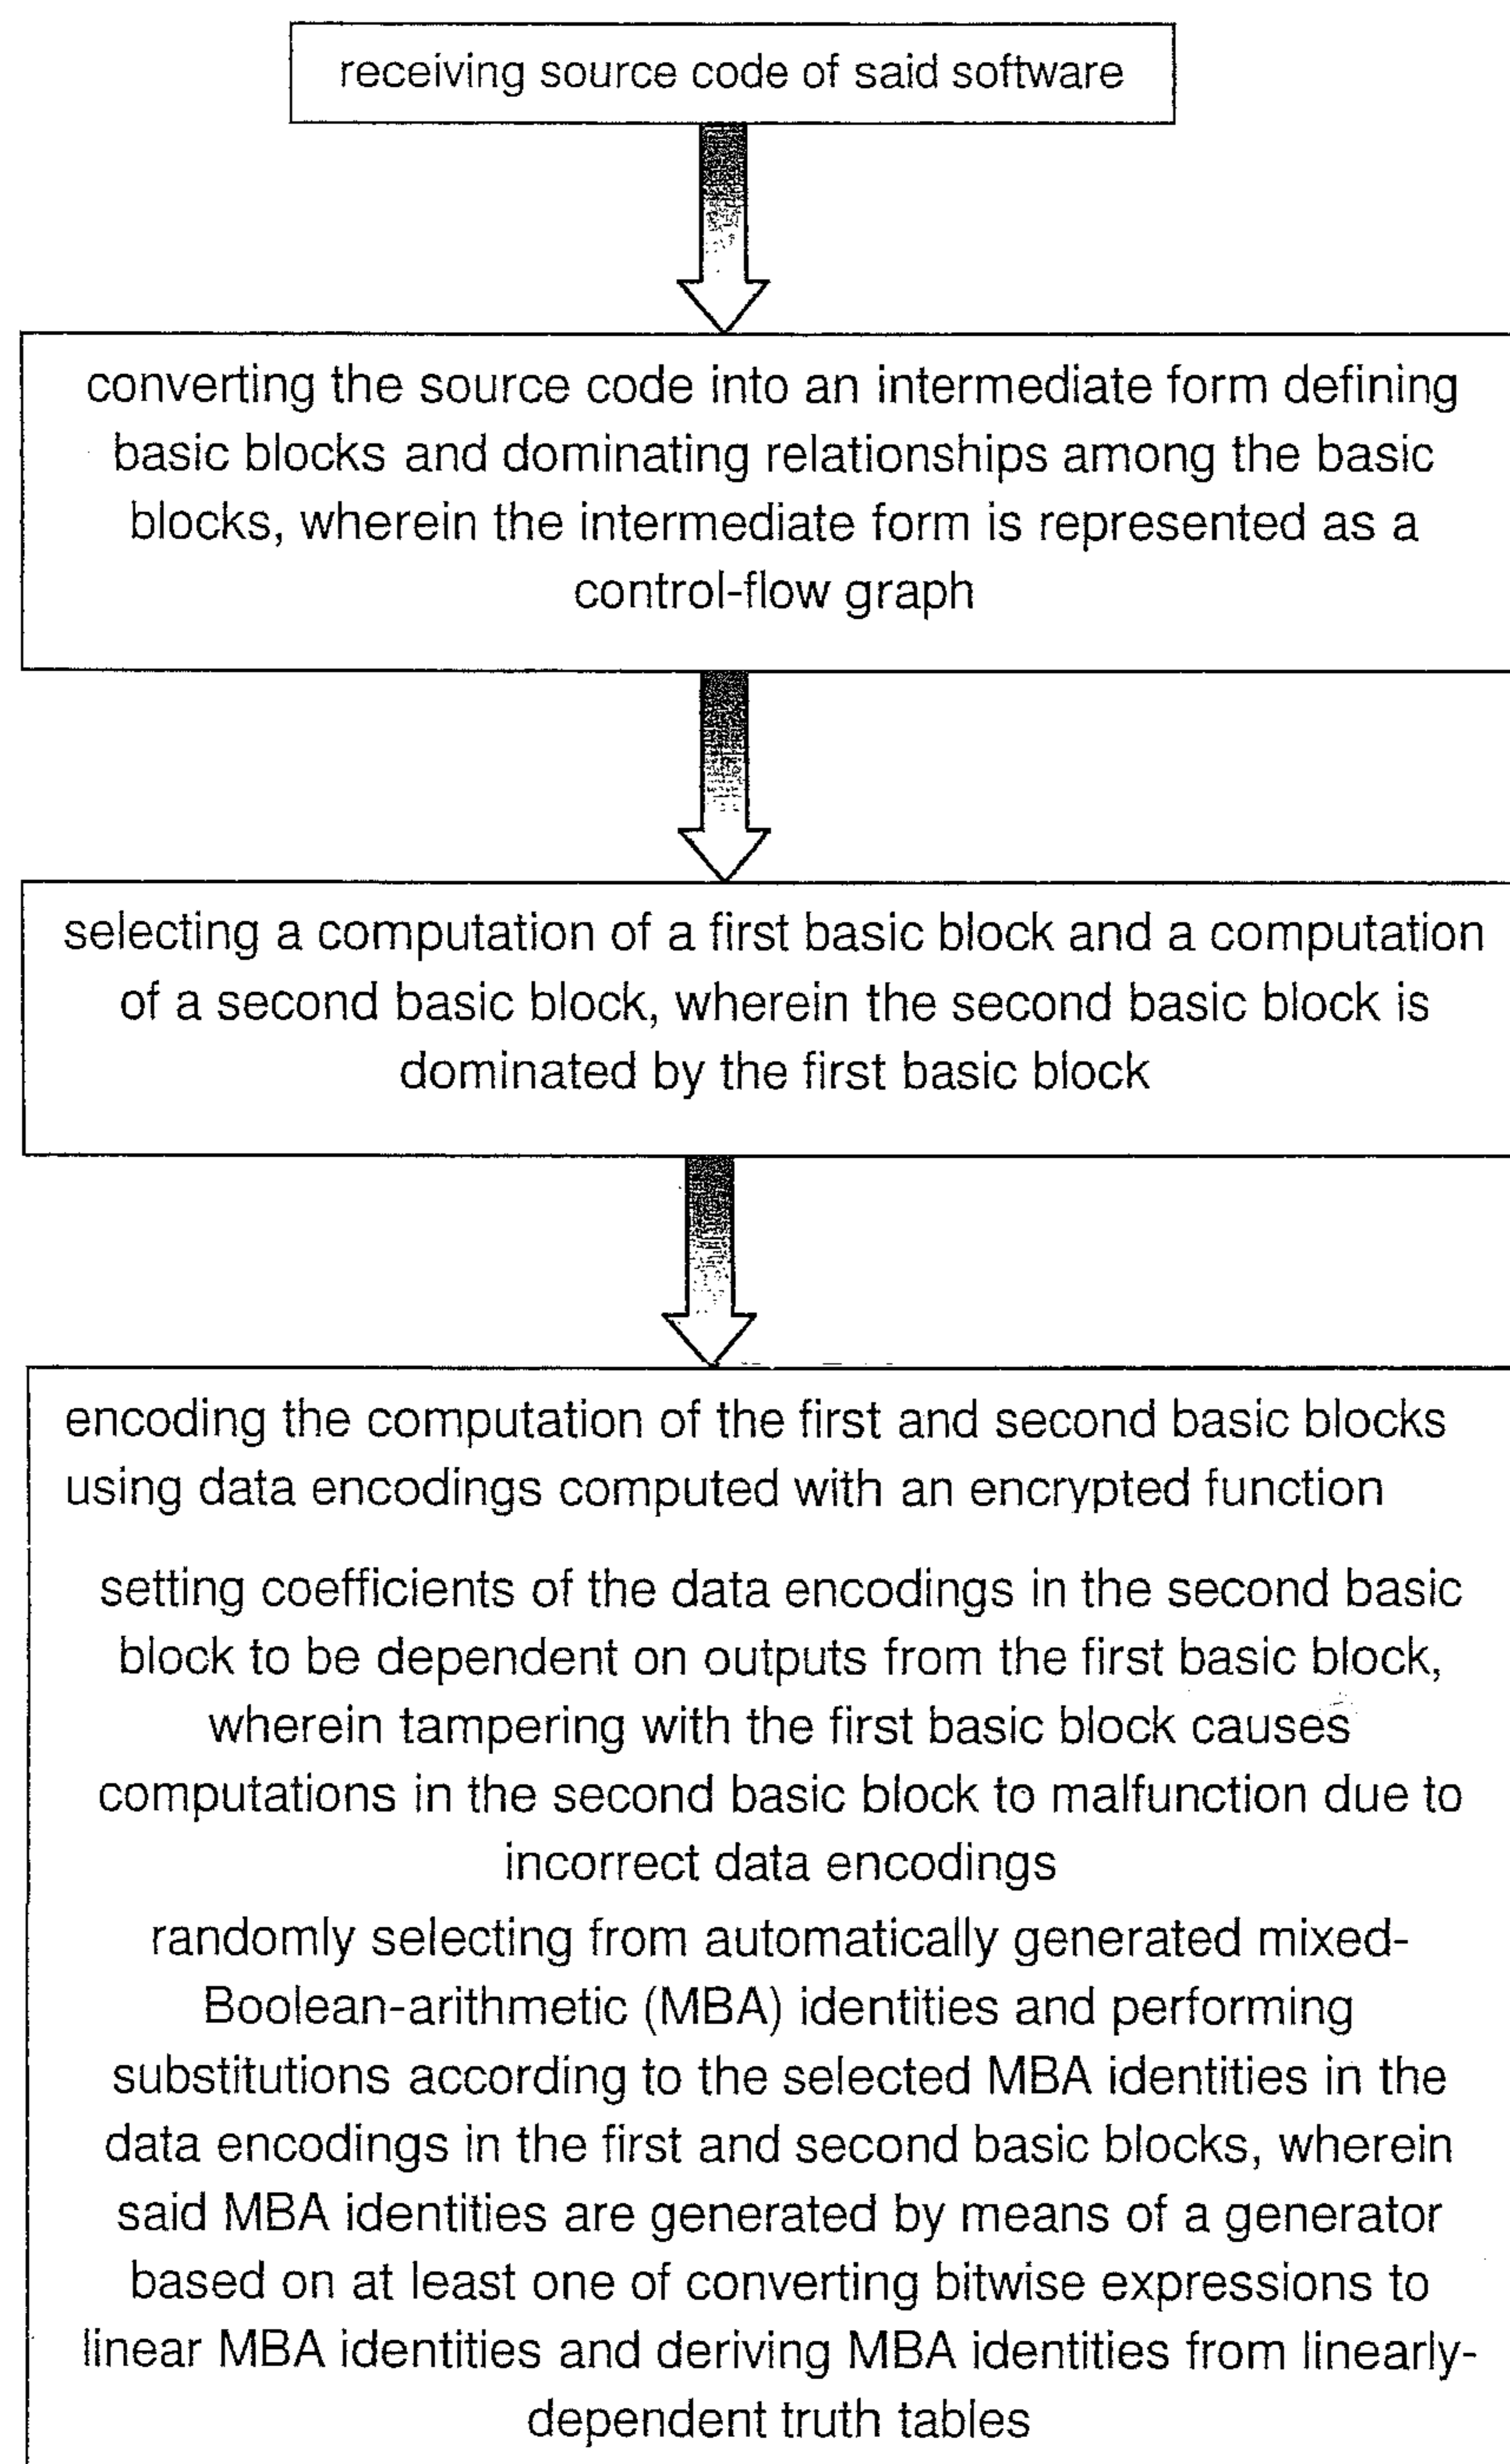 receiving source code of said software
converting the source code into an intermediate form defining
basic blocks and dominating relationships among the basic
blocks, wherein the intermediate form is represented as a
control-flow graph
selecting a computation of a first basic block and a computation
of a second basic block, wherein the second basic block is
dominated by the first basic block
encoding the computation of the first and second basic blocks
using data encodings computed with an encrypted function
setting coefficients of the data encodings in the second basic
block to be dependent on outputs from the first basic block,
wherein tampering with the first basic block causes
computations in the second basic block to malfunction due to
incorrect data encodings
randomly selecting from automatically generated mixed-
Boolean-arithmetic (MBA) identities and performing
substitutions according to the selected MBA identities in the
data encodings in the first and second basic blocks, wherein
said MBA identities are generated by means of a generator
based on at least one of converting bitwise expressions to
linear MBA identities and deriving MBA identities from linearly-
dependent truth tables